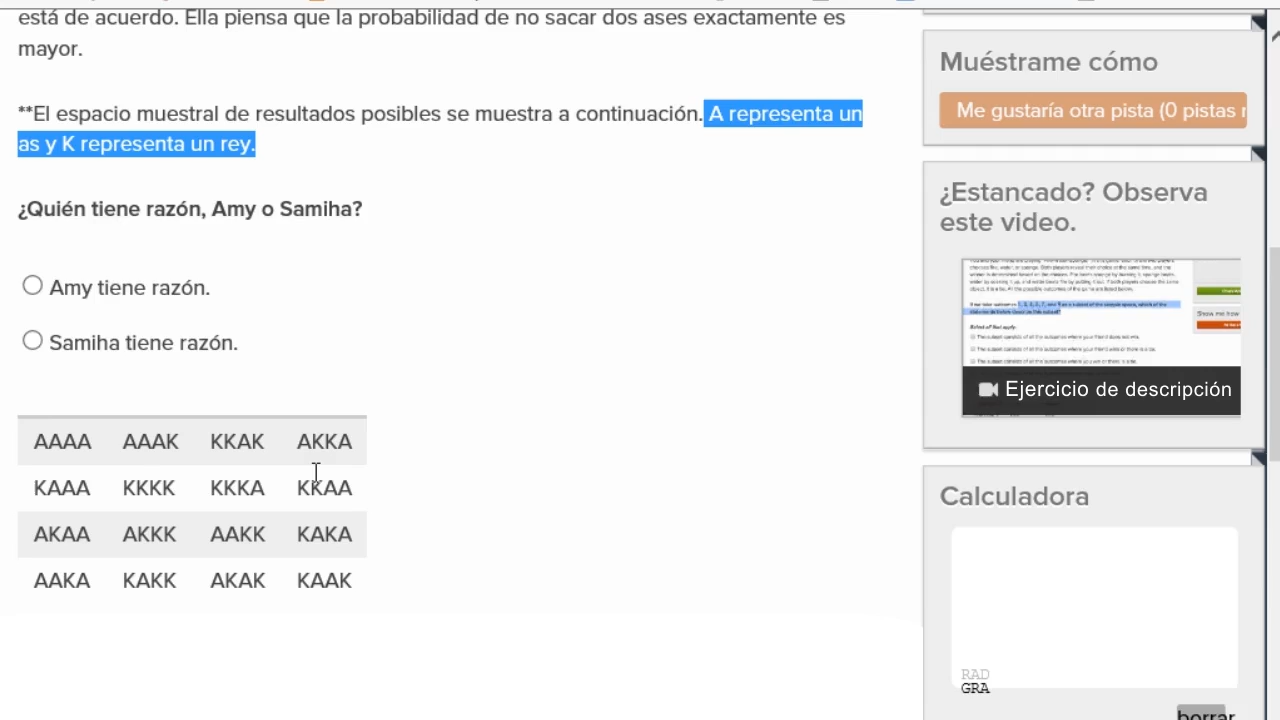 está de acuerdo. Ella piensa que la probabilidad de no sacar dos ases exactamente es
mayor.
**El espacio muestral de resultados posibles se muestra a continuación. A representa un
as y K representa un rey.
¿Quién tiene razón, Amy o Samiha?
Amy tiene razón.
Samiha tiene razón.
AAAA AAAK KKAK AKKA
KAAA KKKK KKKA KKAA
AKAA AKKK AAKK KAKA
AAKA KAKK AKAK KAAK
Muéstrame cómo
Me gustaría otra pista (0 pistas r
¿Estancado? Observa
este video.
Ejercicio de descripción
Calculadora
RAD
GRA
borrar